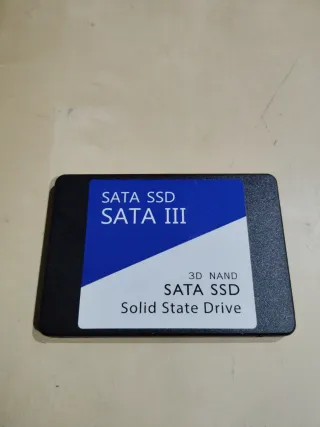 SATA SSD
SATA III
3D NAND
SATA SSD
Solid State Drive